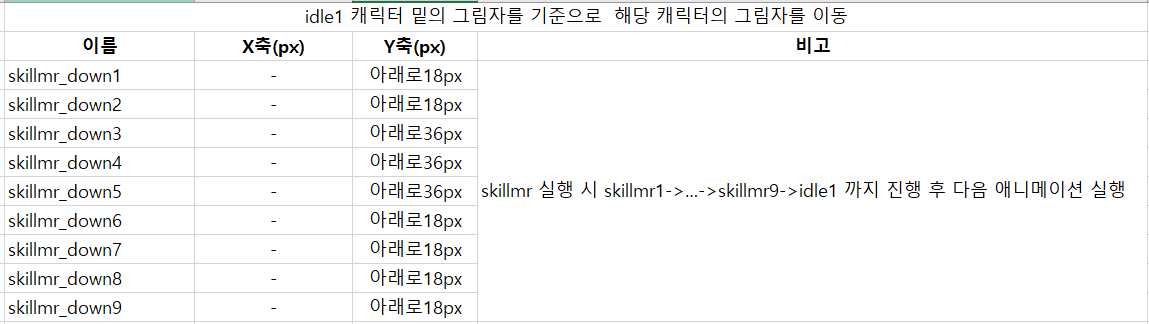 idle1 캐릭터 밑의 그림자를 기준으로 해당 캐릭터의 그림자를 이동
이름 X축(px) Y축(px) 비고
skillmr_down1 - 아래로18px
skillmr_down2 - 아래로18px
skillmr_down3 - 아래로36px
skillmr_down4 - 아래로36px
skillmr_down5 - 아래로36px skillmr 실행 시 skillmr1->...->skillmr9->idle1 까지 진행 후 다음 애니메이션 실행
skillmr_down6 - 아래로18px
skillmr_down7 - 아래로18px
skillmr_down8 - 아래로18px
skillmr_down9 - 아래로18px